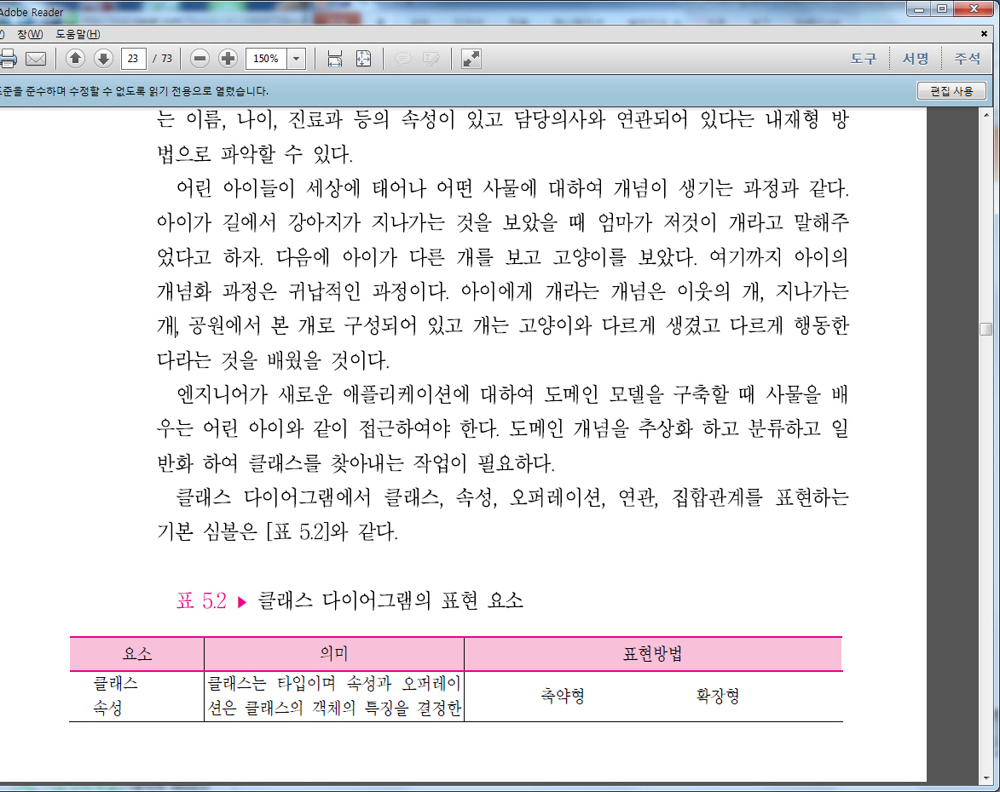 Adobe Reader
창(W) 도움말(H)
23 / 73 150% 도구 서명 주석
준을 준수하며 수정할 수 없도록 읽기 전용으로 열렸습니다. 편집 사용
는 이름, 나이, 진료과 등의 속성이 있고 담당의사와 연관되어 있다는 내재형 방
법으로 파악할 수 있다.
어린 아이들이 세상에 태어나 어떤 사물에 대하여 개념이 생기는 과정과 같다.
아이가 길에서 강아지가 지나가는 것을 보았을 때 엄마가 저것이 개라고 말해주
었다고 하자. 다음에 아이가 다른 개를 보고 고양이를 보았다. 여기까지 아이의
개념화 과정은 귀납적인 과정이다. 아이에게 개라는 개념은 이웃의 개, 지나가는
개, 공원에서 본 개로 구성되어 있고 개는 고양이와 다르게 생겼고 다르게 행동한
다라는 것을 배웠을 것이다.
엔지니어가 새로운 애플리케이션에 대하여 도메인 모델을 구축할 때 사물을 배
우는 어린 아이와 같이 접근하여야 한다. 도메인 개념을 추상화 하고 분류하고 일
반화 하여 클래스를 찾아내는 작업이 필요하다.
클래스 다이어그램에서 클래스, 속성, 오퍼레이션, 연관, 집합관계를 표현하는
기본 심볼은 [표 5.2]와 같다.
표 5.2 ▶ 클래스 다이어그램의 표현 요소
요소 의미 표현방법
클래스 클래스는 타입이며 속성과 오퍼레이
속성 션은 클래스의 객체의 특징을 결정한
축약형 확장형